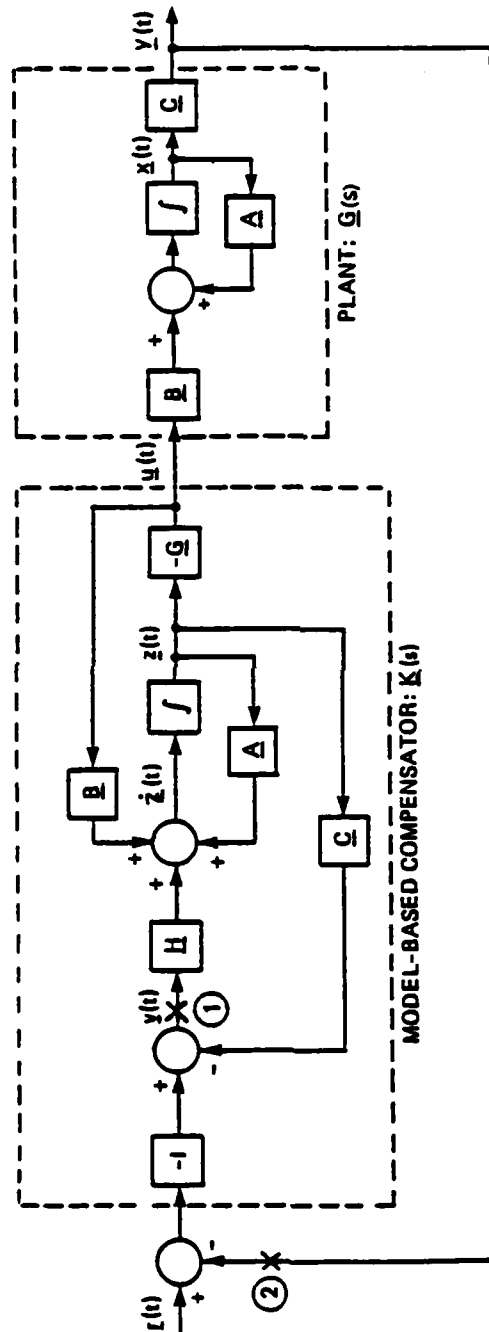 r(t)
+
-
2
-I
+
-
v(t)
1
H
+
+
+
B
ż(t)
∫
z(t)
A
C
-G
MODEL-BASED COMPENSATOR: K(s)
u(t)
B
+
+
∫
x(t)
A
C
y(t)
PLANT: G(s)